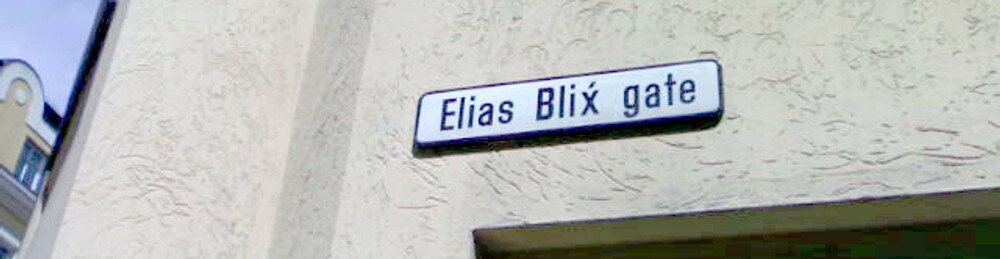 Elias Blix́ gate